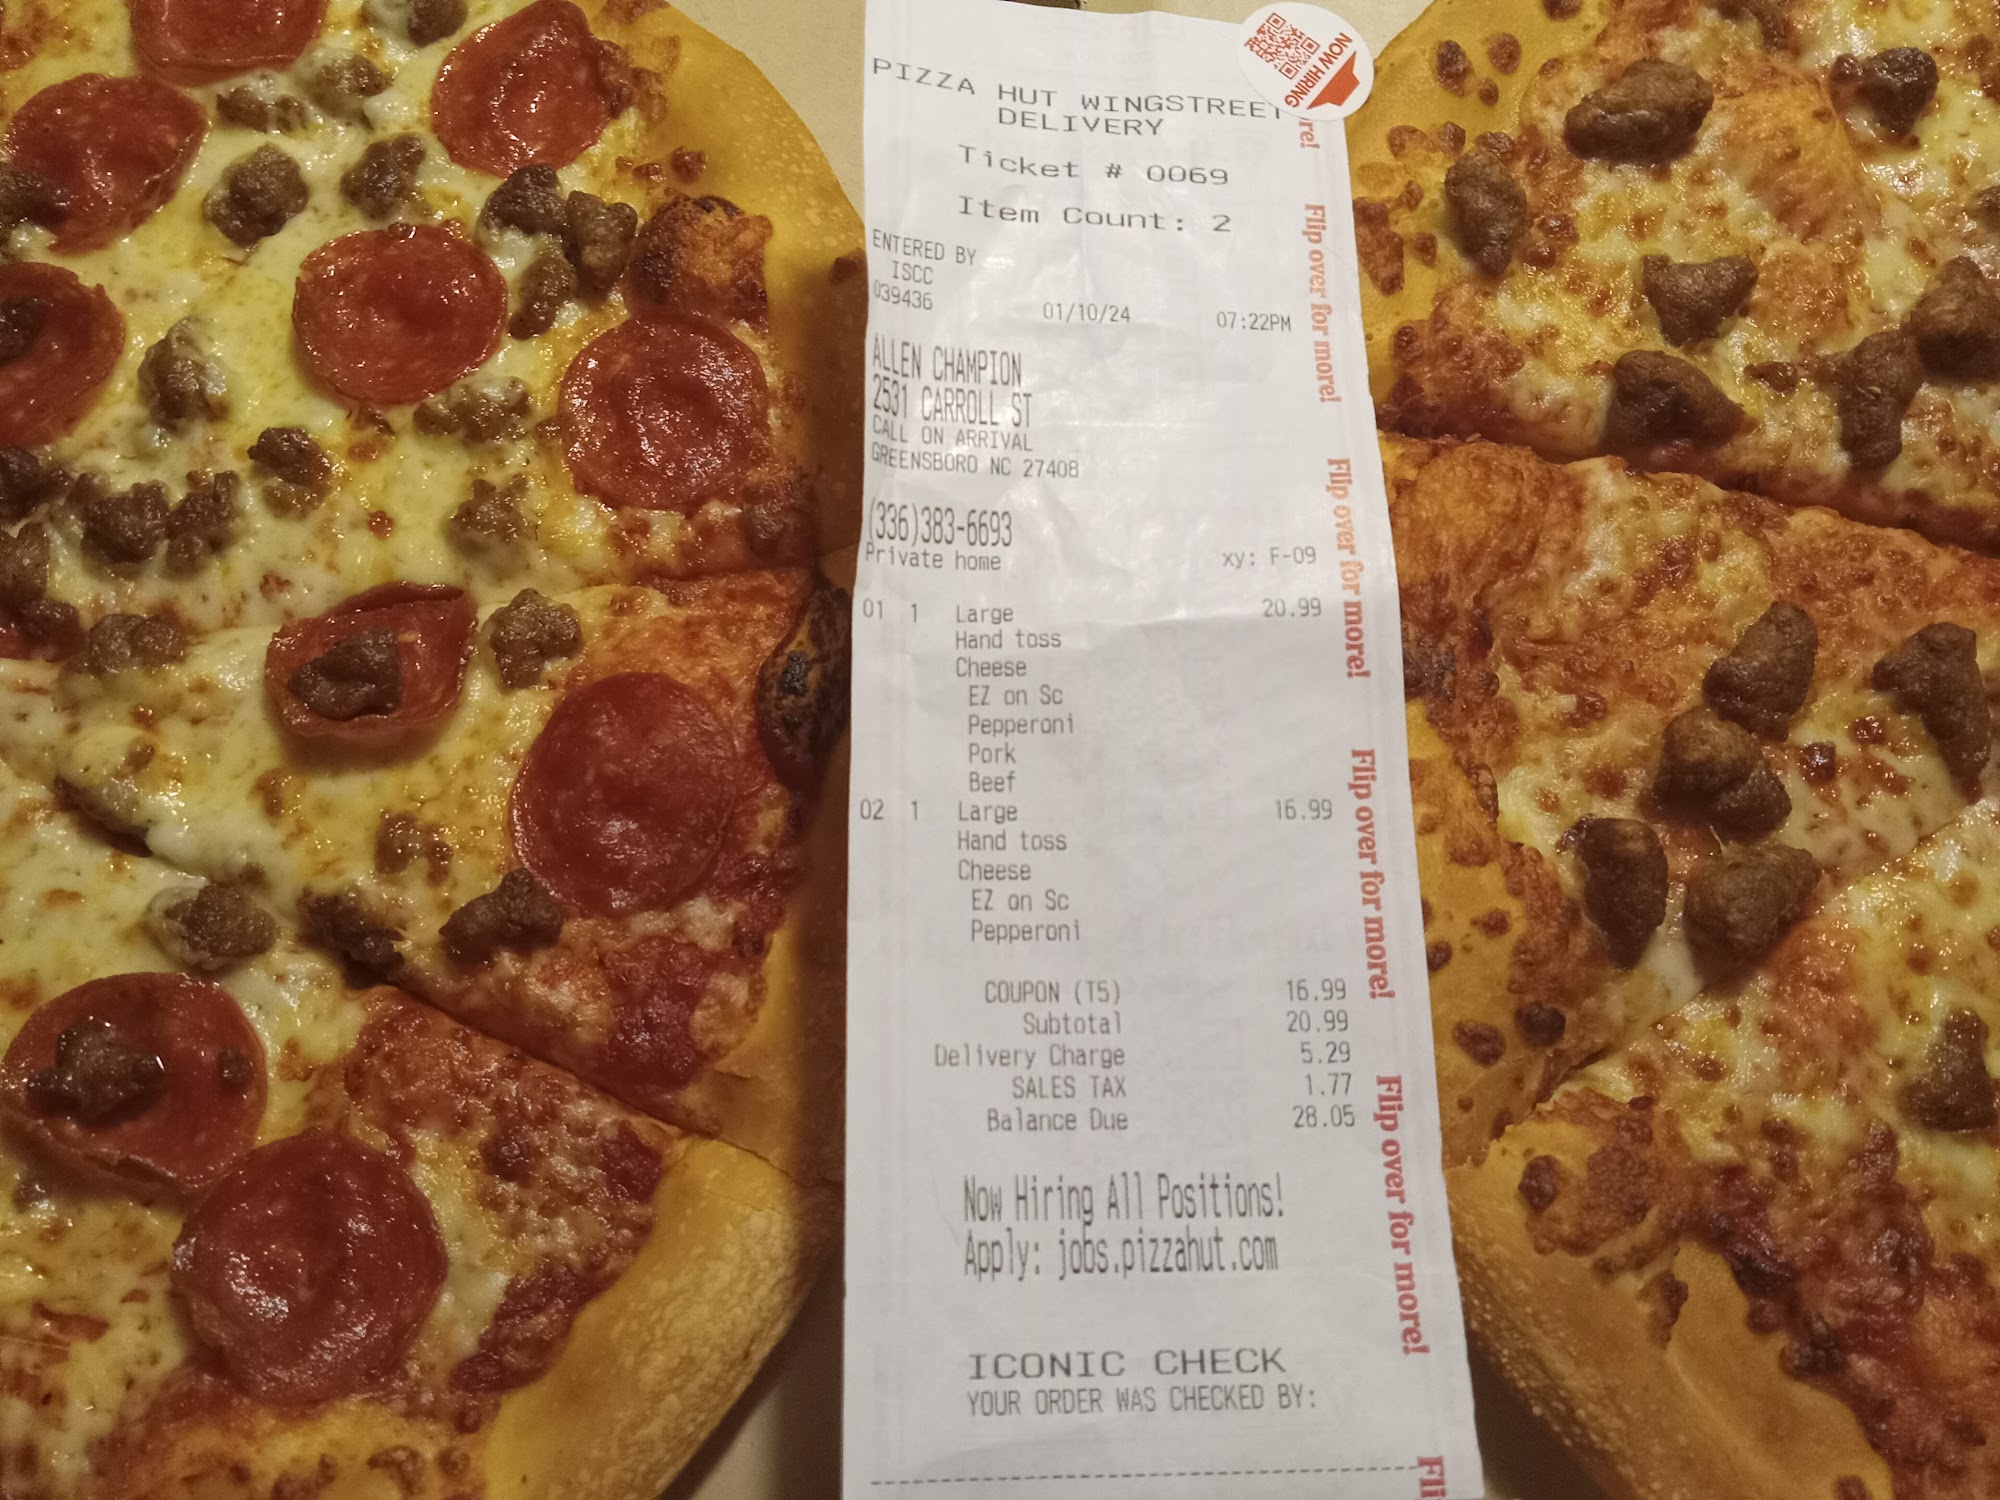 NOW HIRING
PIZZA HUT WINGSTREET
DELIVERY
Ticket # 0069
Item Count: 2
ENTERED BY
ISCC
039436 01/10/24 07:22PM
ALLEN CHAMPION
2531 CARROLL ST
CALL ON ARRIVAL
GREENSBORO NC 27408
(336)383-6693
Private home xy: F-09
01 1 Large 20.99
Hand toss
Cheese
EZ on Sc
Pepperoni
Pork
Beef
02 1 Large 16.99
Hand toss
Cheese
EZ on Sc
Pepperoni
COUPON (T5) 16.99
Subtotal 20.99
Delivery Charge 5.29
SALES TAX 1.77
Balance Due 28.05
Now Hiring All Positions!
Apply: jobs.pizzahut.com
ICONIC CHECK
YOUR ORDER WAS CHECKED BY:
re!
Flip over for more!
Flip over for more!
Flip over for more!
Flip over for more!
Fli